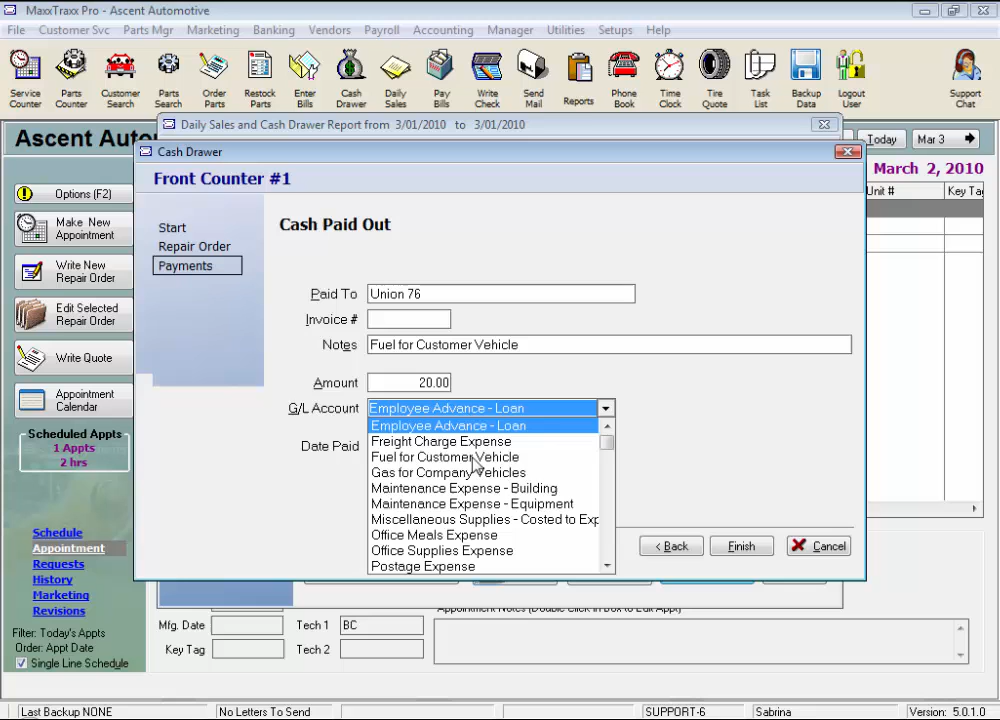 MaxxTraxx Pro - Ascent Automotive
File Customer Svc Parts Mgr Marketing Banking Vendors Payroll Accounting Manager Utilities Setups Help
Service Counter
Parts Counter
Customer Search
Parts Search
Order Parts
Restock Parts
Enter Bills
Cash Drawer
Daily Sales
Pay Bills
Write Check
Send Mail
Reports
Phone Book
Time Clock
Tire Quote
Task List
Backup Data
Logout User
Support Chat
Daily Sales and Cash Drawer Report from 3/01/2010 to 3/01/2010
Today
Mar 3
March 2, 2010
Unit #
Options (F2)
Make New Appointment
Write New Repair Order
Edit Selected Repair Order
Write Quote
Appointment Calendar
Scheduled Appts
1 Appts
2 hrs
Schedule
Appointment
Requests
History
Marketing
Revisions
Filter: Today's Appts
Order: Appt Date
Single Line Schedule
Cash Drawer
Front Counter #1
Start
Repair Order
Payments
Cash Paid Out
Paid To Union 76
Invoice #
Notes Fuel for Customer Vehicle
Amount 20.00
G/L Account Employee Advance - Loan
Date Paid
Employee Advance - Loan
Freight Charge Expense
Fuel for Customer Vehicle
Gas for Company Vehicles
Maintenance Expense - Building
Maintenance Expense - Equipment
Miscellaneous Supplies - Costed to Exp
Office Meals Expense
Office Supplies Expense
Postage Expense
< Back
Finish
Cancel
Appointment Notes (Double Click in Box to Edit Appt)
Mfg. Date
Tech 1 BC
Key Tag
Tech 2
Last Backup NONE
No Letters To Send
SUPPORT-6
Sabrina
Version: 5.0.1.0